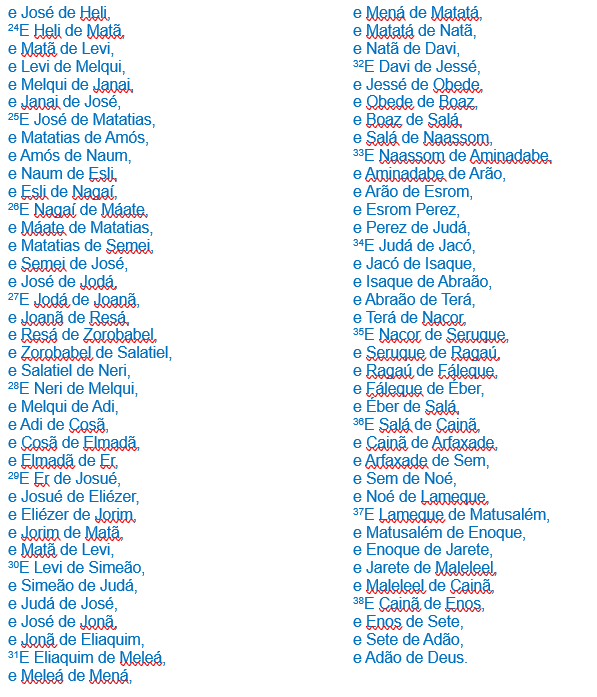 e José de Heli,
²⁴E Heli de Matã,
e Matã de Levi,
e Levi de Melqui,
e Melqui de Janai,
e Janai de José,
²⁵E José de Matatias,
e Matatias de Amós,
e Amós de Naum,
e Naum de Esli,
e Esli de Nagaí,
²⁶E Nagaí de Máate,
e Máate de Matatias,
e Matatias de Semei,
e Semei de José,
e José de Jodá,
²⁷E Jodá de Joanã,
e Joanã de Resá,
e Resá de Zorobabel,
e Zorobabel de Salatiel,
e Salatiel de Neri,
²⁸E Neri de Melqui,
e Melqui de Adi,
e Adi de Cosã,
e Cosã de Elmadã,
e Elmadã de Er,
²⁹E Er de Josué,
e Josué de Eliézer,
e Eliézer de Jorim,
e Jorim de Matã,
e Matã de Levi,
³⁰E Levi de Simeão,
e Simeão de Judá,
e Judá de José,
e José de Jonã,
e Jonã de Eliaquim,
³¹E Eliaquim de Meleá,
e Meleá de Mená,
e Mená de Matatá,
e Matatá de Natã,
e Natã de Davi,
³²E Davi de Jessé,
e Jessé de Obede,
e Obede de Boaz,
e Boaz de Salá,
e Salá de Naassom,
³³E Naassom de Aminadabe,
e Aminadabe de Arão,
e Arão de Esrom,
e Esrom Perez,
e Perez de Judá,
³⁴E Judá de Jacó,
e Jacó de Isaque,
e Isaque de Abraão,
e Abraão de Terá,
e Terá de Nacor,
³⁵E Nacor de Serugue,
e Serugue de Ragaú,
e Ragaú de Fálegue,
e Fálegue de Éber,
e Éber de Salá,
³⁶E Salá de Cainã,
e Cainã de Arfaxade,
e Arfaxade de Sem,
e Sem de Noé,
e Noé de Lameque,
³⁷E Lameque de Matusalém,
e Matusalém de Enoque,
e Enoque de Jarete,
e Jarete de Maleleel,
e Maleleel de Cainã,
³⁸E Cainã de Enos,
e Enos de Sete,
e Sete de Adão,
e Adão de Deus.